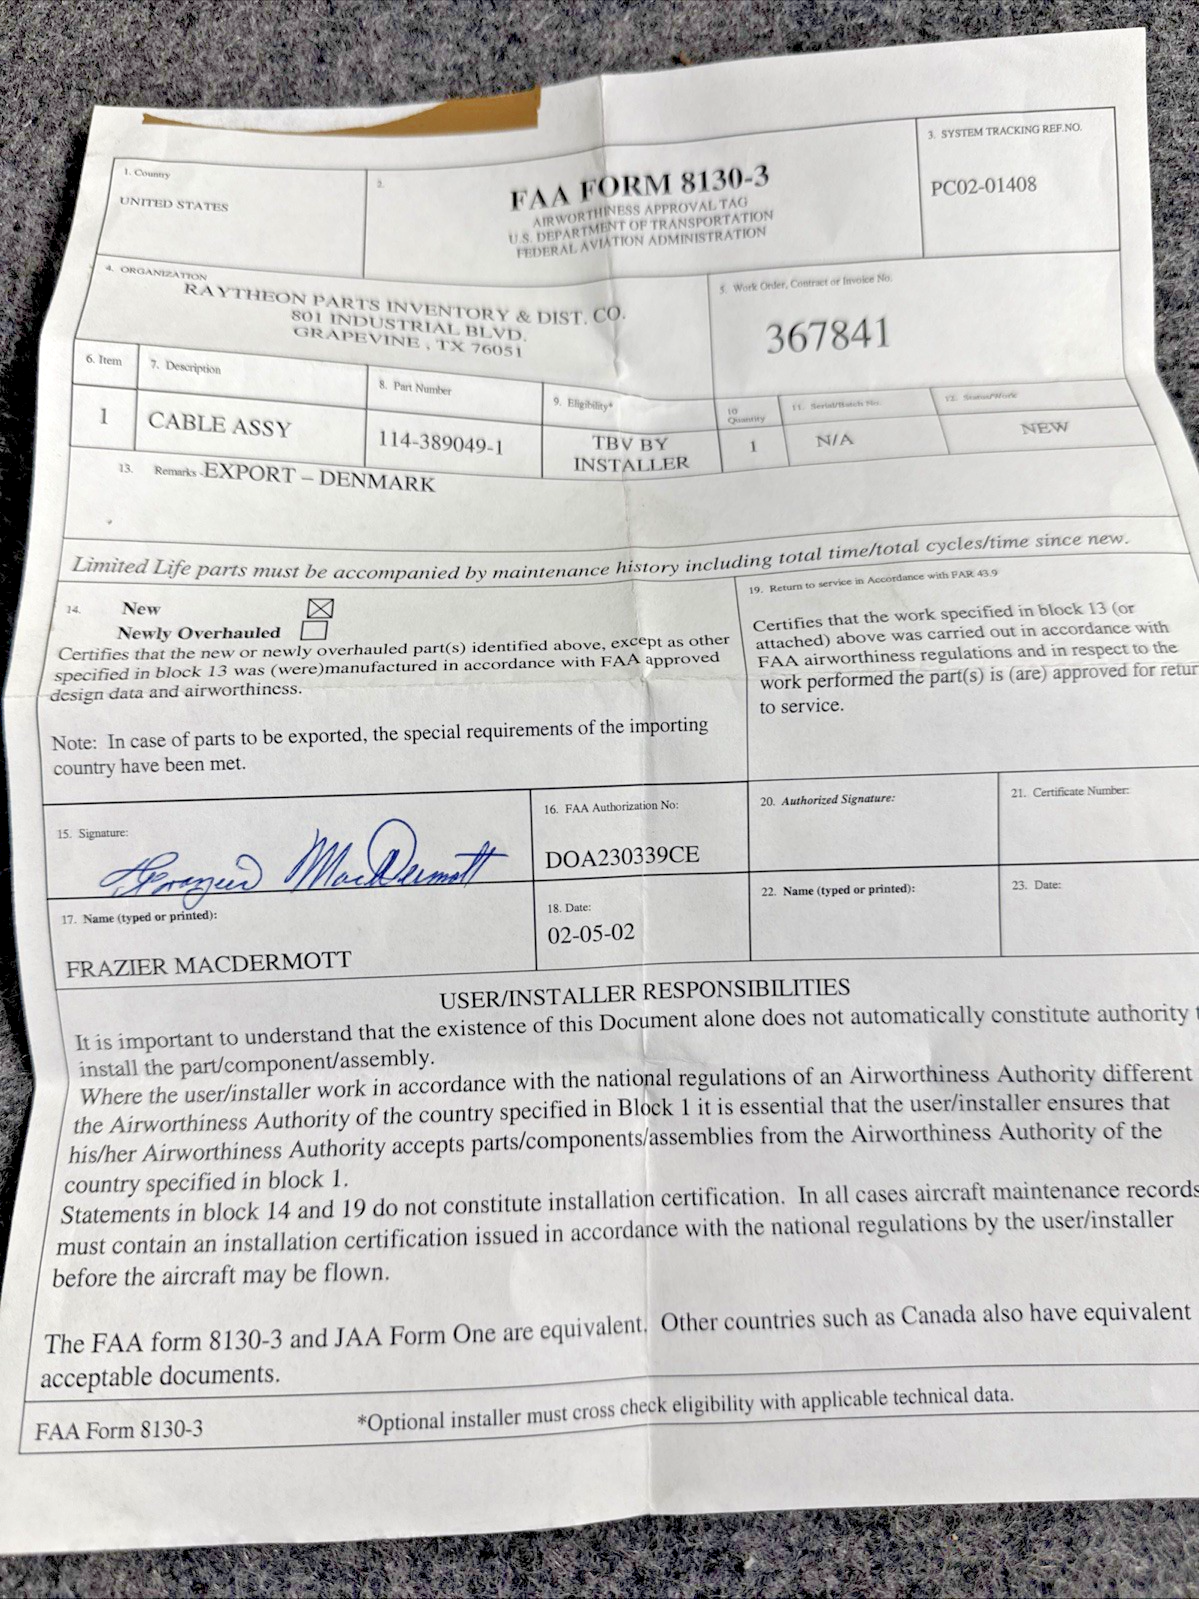 1. Country
UNITED STATES
2.
FAA FORM 8130-3
AIRWORTHINESS APPROVAL TAG
U.S. DEPARTMENT OF TRANSPORTATION
FEDERAL AVIATION ADMINISTRATION
3. SYSTEM TRACKING REF.NO.
PC02-01408
4. ORGANIZATION
RAYTHEON PARTS INVENTORY & DIST. CO.
801 INDUSTRIAL BLVD.
GRAPEVINE , TX 76051
5. Work Order, Contract or Invoice No.
367841
6. Item
7. Description
8. Part Number
9. Eligibility*
10
Quantity
11. Serial/Batch No.
12. Status/Work
1
CABLE ASSY
114-389049-1
TBV BY
INSTALLER
1
N/A
NEW
13. Remarks -EXPORT – DENMARK
Limited Life parts must be accompanied by maintenance history including total time/total cycles/time since new.
14. New
Newly Overhauled
Certifies that the new or newly overhauled part(s) identified above, except as other
specified in block 13 was (were)manufactured in accordance with FAA approved
design data and airworthiness.
Note: In case of parts to be exported, the special requirements of the importing
country have been met.
19. Return to service in Accordance with FAR 43.9
Certifies that the work specified in block 13 (or
attached) above was carried out in accordance with
FAA airworthiness regulations and in respect to the
work performed the part(s) is (are) approved for retur
to service.
15. Signature:
Frazier MacDermott
16. FAA Authorization No:
DOA230339CE
20. Authorized Signature:
21. Certificate Number:
17. Name (typed or printed):
FRAZIER MACDERMOTT
18. Date:
02-05-02
22. Name (typed or printed):
23. Date:
USER/INSTALLER RESPONSIBILITIES
It is important to understand that the existence of this Document alone does not automatically constitute authority t
install the part/component/assembly.
Where the user/installer work in accordance with the national regulations of an Airworthiness Authority different
the Airworthiness Authority of the country specified in Block 1 it is essential that the user/installer ensures that
his/her Airworthiness Authority accepts parts/components/assemblies from the Airworthiness Authority of the
country specified in block 1.
Statements in block 14 and 19 do not constitute installation certification. In all cases aircraft maintenance records
must contain an installation certification issued in accordance with the national regulations by the user/installer
before the aircraft may be flown.
The FAA form 8130-3 and JAA Form One are equivalent. Other countries such as Canada also have equivalent
acceptable documents.
FAA Form 8130-3
*Optional installer must cross check eligibility with applicable technical data.